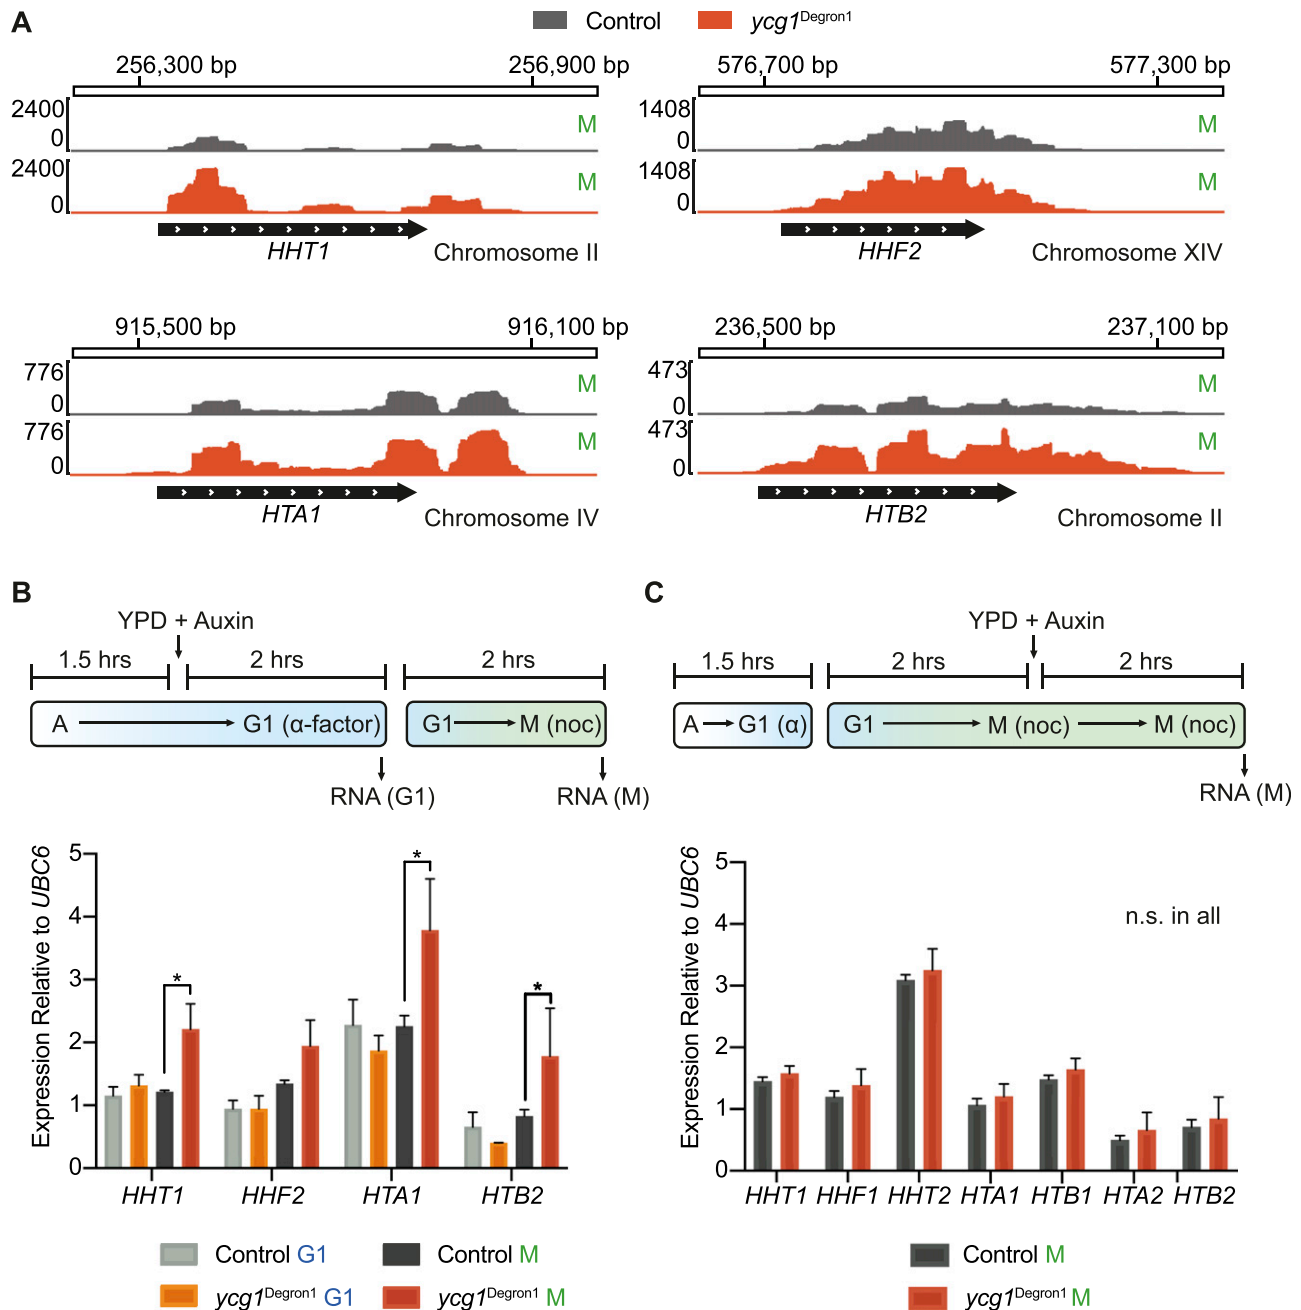 A
Control ycg1Degron1
256,300 bp 256,900 bp
2400
0
M
2400
0
M
HHT1
Chromosome II
576,700 bp 577,300 bp
1408
0
M
1408
0
M
HHF2
Chromosome XIV
915,500 bp 916,100 bp
776
0
M
776
0
M
HTA1
Chromosome IV
236,500 bp 237,100 bp
473
0
M
473
0
M
HTB2
Chromosome II
B
YPD + Auxin
1.5 hrs 2 hrs 2 hrs
A G1 (α-factor) G1 M (noc)
RNA (G1) RNA (M)
Expression Relative to UBC6
5
4
3
2
1
0
*
*
*
HHT1 HHF2 HTA1 HTB2
Control G1 Control M
ycg1Degron1 G1 ycg1Degron1 M
C
YPD + Auxin
1.5 hrs 2 hrs 2 hrs
A G1 (α) G1 M (noc) M (noc)
RNA (M)
Expression Relative to UBC6
5
4
3
2
1
0
n.s. in all
HHT1 HHF1 HHT2 HTA1 HTB1 HTA2 HTB2
Control M
ycg1Degron1 M